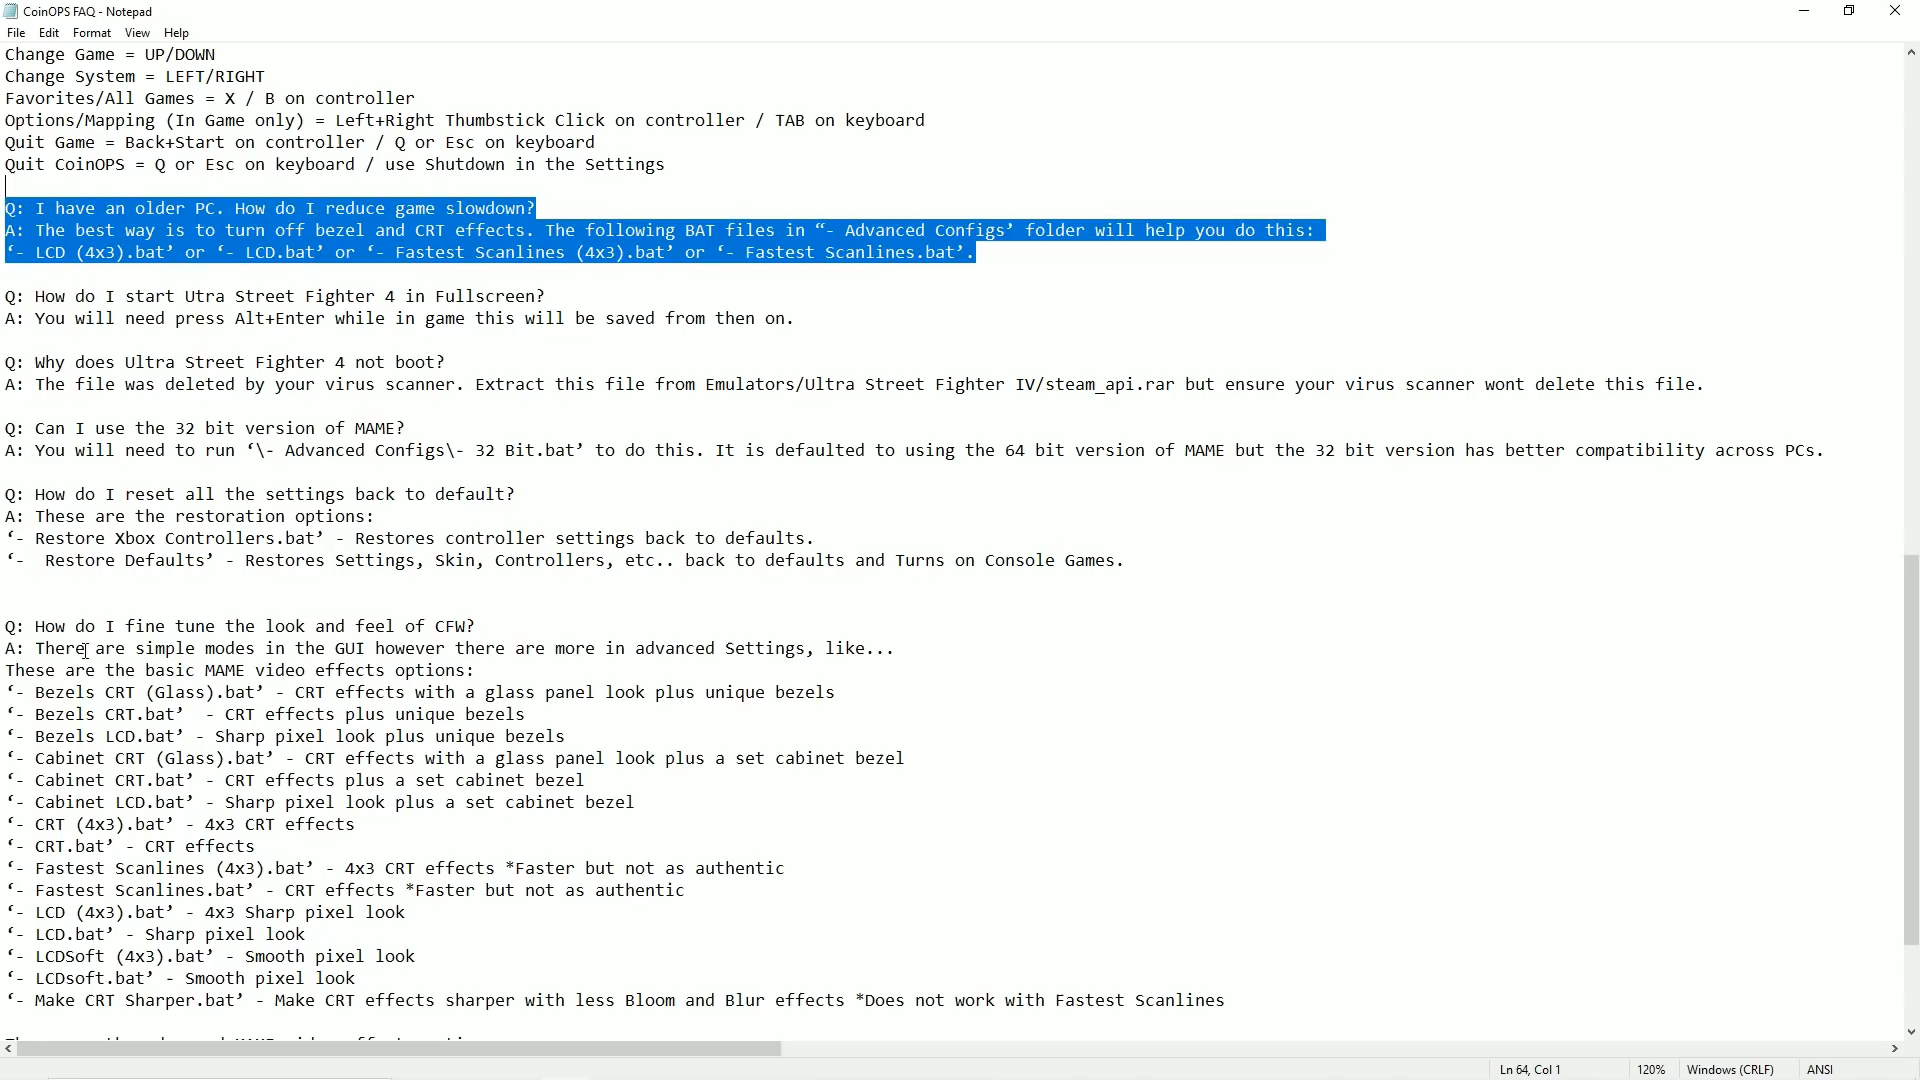 CoinOPS FAQ - Notepad
File Edit Format View Help
Change Game = UP/DOWN
Change System = LEFT/RIGHT
Favorites/All Games = X / B on controller
Options/Mapping (In Game only) = Left+Right Thumbstick Click on controller / TAB on keyboard
Quit Game = Back+Start on controller / Q or Esc on keyboard
Quit CoinOPS = Q or Esc on keyboard / use Shutdown in the Settings
Q: I have an older PC. How do I reduce game slowdown?
A: The best way is to turn off bezel and CRT effects. The following BAT files in “- Advanced Configs’ folder will help you do this:
‘- LCD (4x3).bat’ or ‘- LCD.bat’ or ‘- Fastest Scanlines (4x3).bat’ or ‘- Fastest Scanlines.bat’.
Q: How do I start Utra Street Fighter 4 in Fullscreen?
A: You will need press Alt+Enter while in game this will be saved from then on.
Q: Why does Ultra Street Fighter 4 not boot?
A: The file was deleted by your virus scanner. Extract this file from Emulators/Ultra Street Fighter IV/steam_api.rar but ensure your virus scanner wont delete this file.
Q: Can I use the 32 bit version of MAME?
A: You will need to run ‘\- Advanced Configs\- 32 Bit.bat’ to do this. It is defaulted to using the 64 bit version of MAME but the 32 bit version has better compatibility across PCs.
Q: How do I reset all the settings back to default?
A: These are the restoration options:
‘- Restore Xbox Controllers.bat’ - Restores controller settings back to defaults.
‘-  Restore Defaults’ - Restores Settings, Skin, Controllers, etc.. back to defaults and Turns on Console Games.
Q: How do I fine tune the look and feel of CFW?
A: There are simple modes in the GUI however there are more in advanced Settings, like...
These are the basic MAME video effects options:
‘- Bezels CRT (Glass).bat’ - CRT effects with a glass panel look plus unique bezels
‘- Bezels CRT.bat’  - CRT effects plus unique bezels
‘- Bezels LCD.bat’ - Sharp pixel look plus unique bezels
‘- Cabinet CRT (Glass).bat’ - CRT effects with a glass panel look plus a set cabinet bezel
‘- Cabinet CRT.bat’ - CRT effects plus a set cabinet bezel
‘- Cabinet LCD.bat’ - Sharp pixel look plus a set cabinet bezel
‘- CRT (4x3).bat’ - 4x3 CRT effects
‘- CRT.bat’ - CRT effects
‘- Fastest Scanlines (4x3).bat’ - 4x3 CRT effects *Faster but not as authentic
‘- Fastest Scanlines.bat’ - CRT effects *Faster but not as authentic
‘- LCD (4x3).bat’ - 4x3 Sharp pixel look
‘- LCD.bat’ - Sharp pixel look
‘- LCDSoft (4x3).bat’ - Smooth pixel look
‘- LCDsoft.bat’ - Smooth pixel look
‘- Make CRT Sharper.bat’ - Make CRT effects sharper with less Bloom and Blur effects *Does not work with Fastest Scanlines
Ln 64, Col 1 120% Windows (CRLF) ANSI